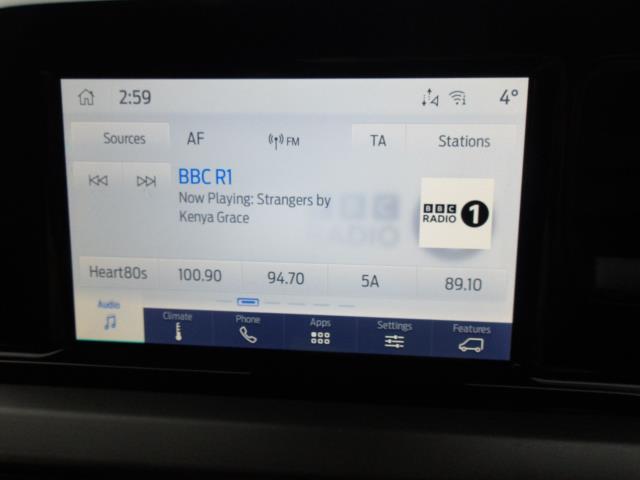 2:59 4°
Sources AF FM TA Stations
BBC R1
Now Playing: Strangers by
Kenya Grace
BBC
RADIO 1
Heart80s 100.90 94.70 5A 89.10
Audio Climate Phone Apps Settings Features